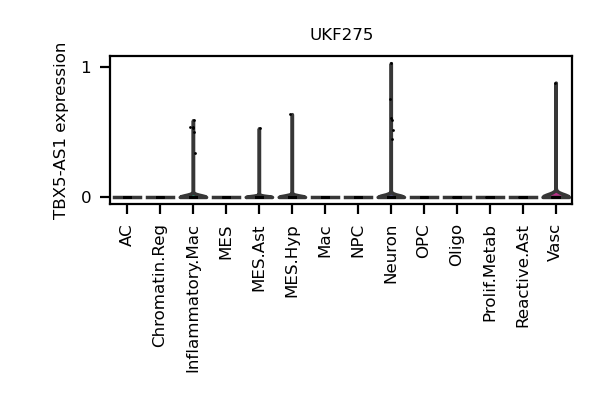 UKF275
TBX5-AS1 expression
1
0
AC
Chromatin.Reg
Inflammatory.Mac
MES
MES.Ast
MES.Hyp
Mac
NPC
Neuron
OPC
Oligo
Prolif.Metab
Reactive.Ast
Vasc